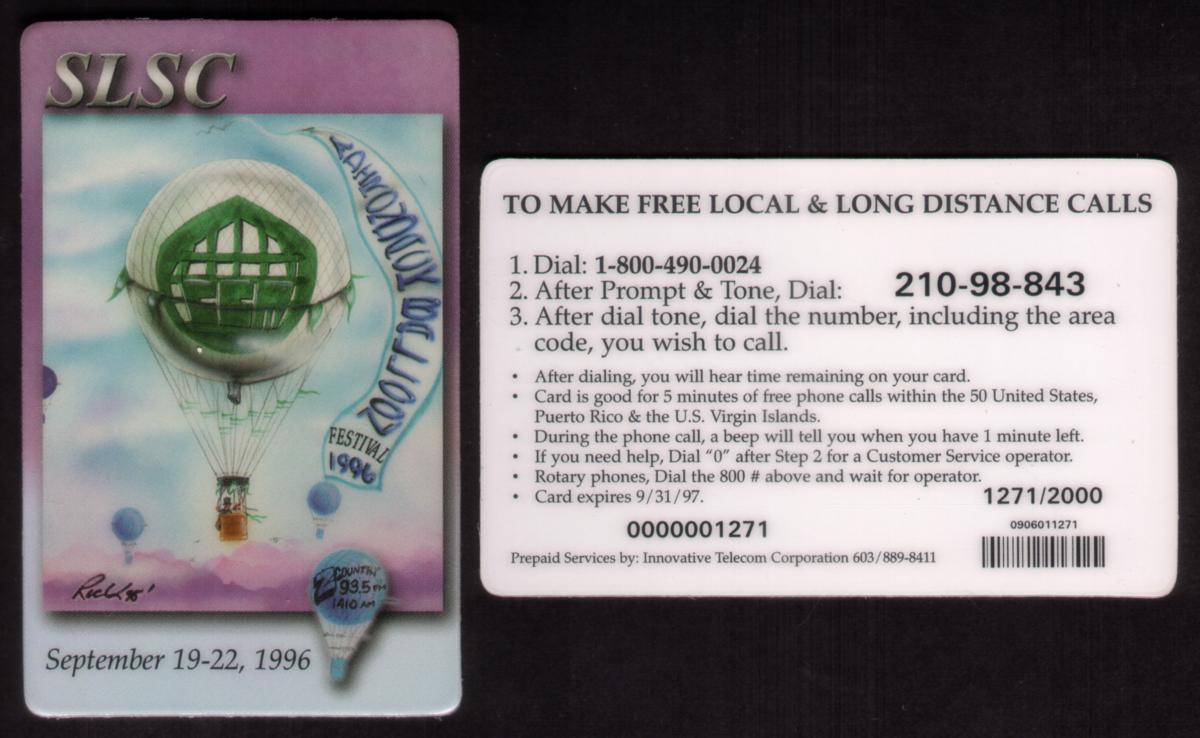 SLSC
ADIRONDACK BALLOON
FESTIVAL
1996
Z COUNTRY
93.5 FM
1410 AM
September 19-22, 1996
TO MAKE FREE LOCAL & LONG DISTANCE CALLS
1. Dial: 1-800-490-0024
2. After Prompt & Tone, Dial: 210-98-843
3. After dial tone, dial the number, including the area
code, you wish to call.
• After dialing, you will hear time remaining on your card.
• Card is good for 5 minutes of free phone calls within the 50 United States,
Puerto Rico & the U.S. Virgin Islands.
• During the phone call, a beep will tell you when you have 1 minute left.
• If you need help, Dial “0” after Step 2 for a Customer Service operator.
• Rotary phones, Dial the 800 # above and wait for operator.
• Card expires 9/31/97.
1271/2000
0000001271
0906011271
Prepaid Services by: Innovative Telecom Corporation 603/889-8411